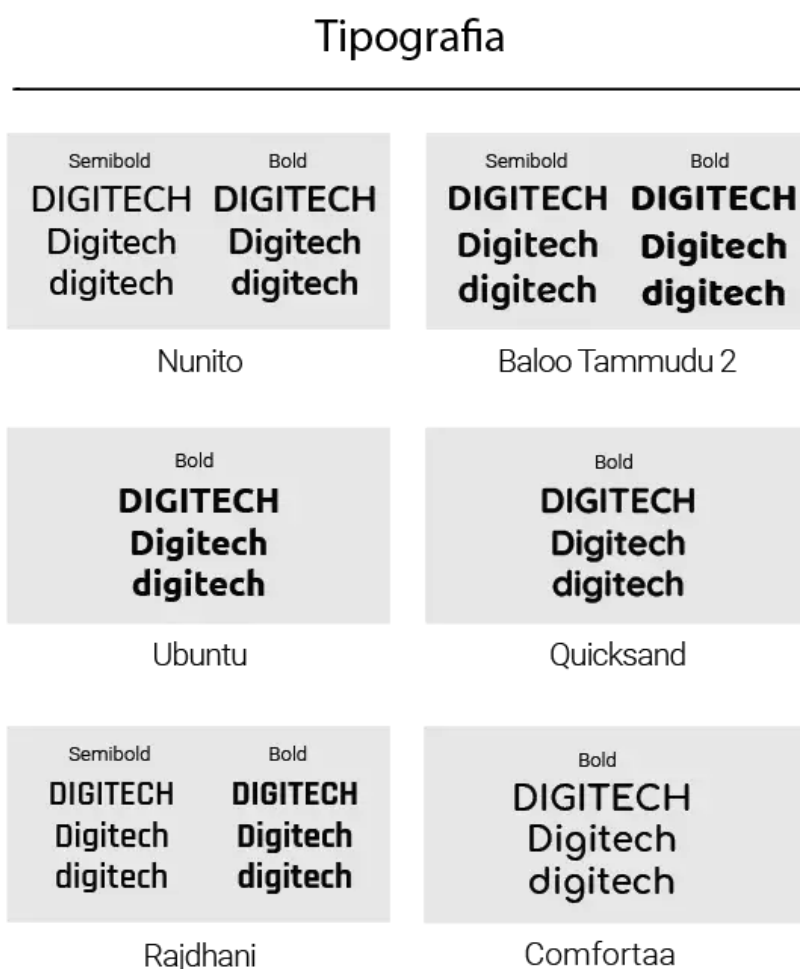 Tipografia
Semibold Bold
DIGITECH DIGITECH
Digitech Digitech
digitech digitech
Nunito
Semibold Bold
DIGITECH DIGITECH
Digitech Digitech
digitech digitech
Baloo Tammudu 2
Bold
DIGITECH
Digitech
digitech
Ubuntu
Bold
DIGITECH
Digitech
digitech
Quicksand
Semibold Bold
DIGITECH DIGITECH
Digitech Digitech
digitech digitech
Rajdhani
Bold
DIGITECH
Digitech
digitech
Comfortaa